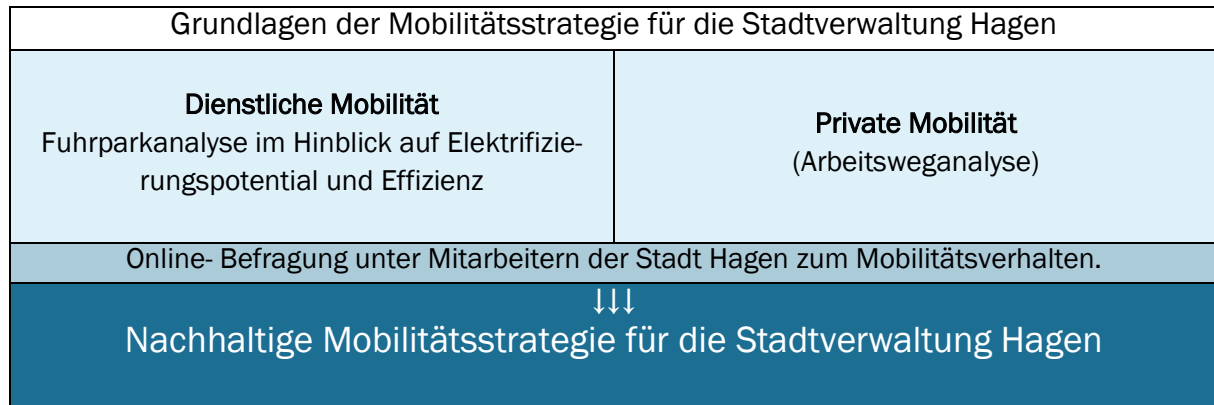 Grundlagen der Mobilitätsstrategie für die Stadtverwaltung Hagen
Dienstliche Mobilität
Fuhrparkanalyse im Hinblick auf Elektrifizie-
rungspotential und Effizienz
Private Mobilität
(Arbeitsweganalyse)
Online- Befragung unter Mitarbeitern der Stadt Hagen zum Mobilitätsverhalten.
↓↓↓
Nachhaltige Mobilitätsstrategie für die Stadtverwaltung Hagen